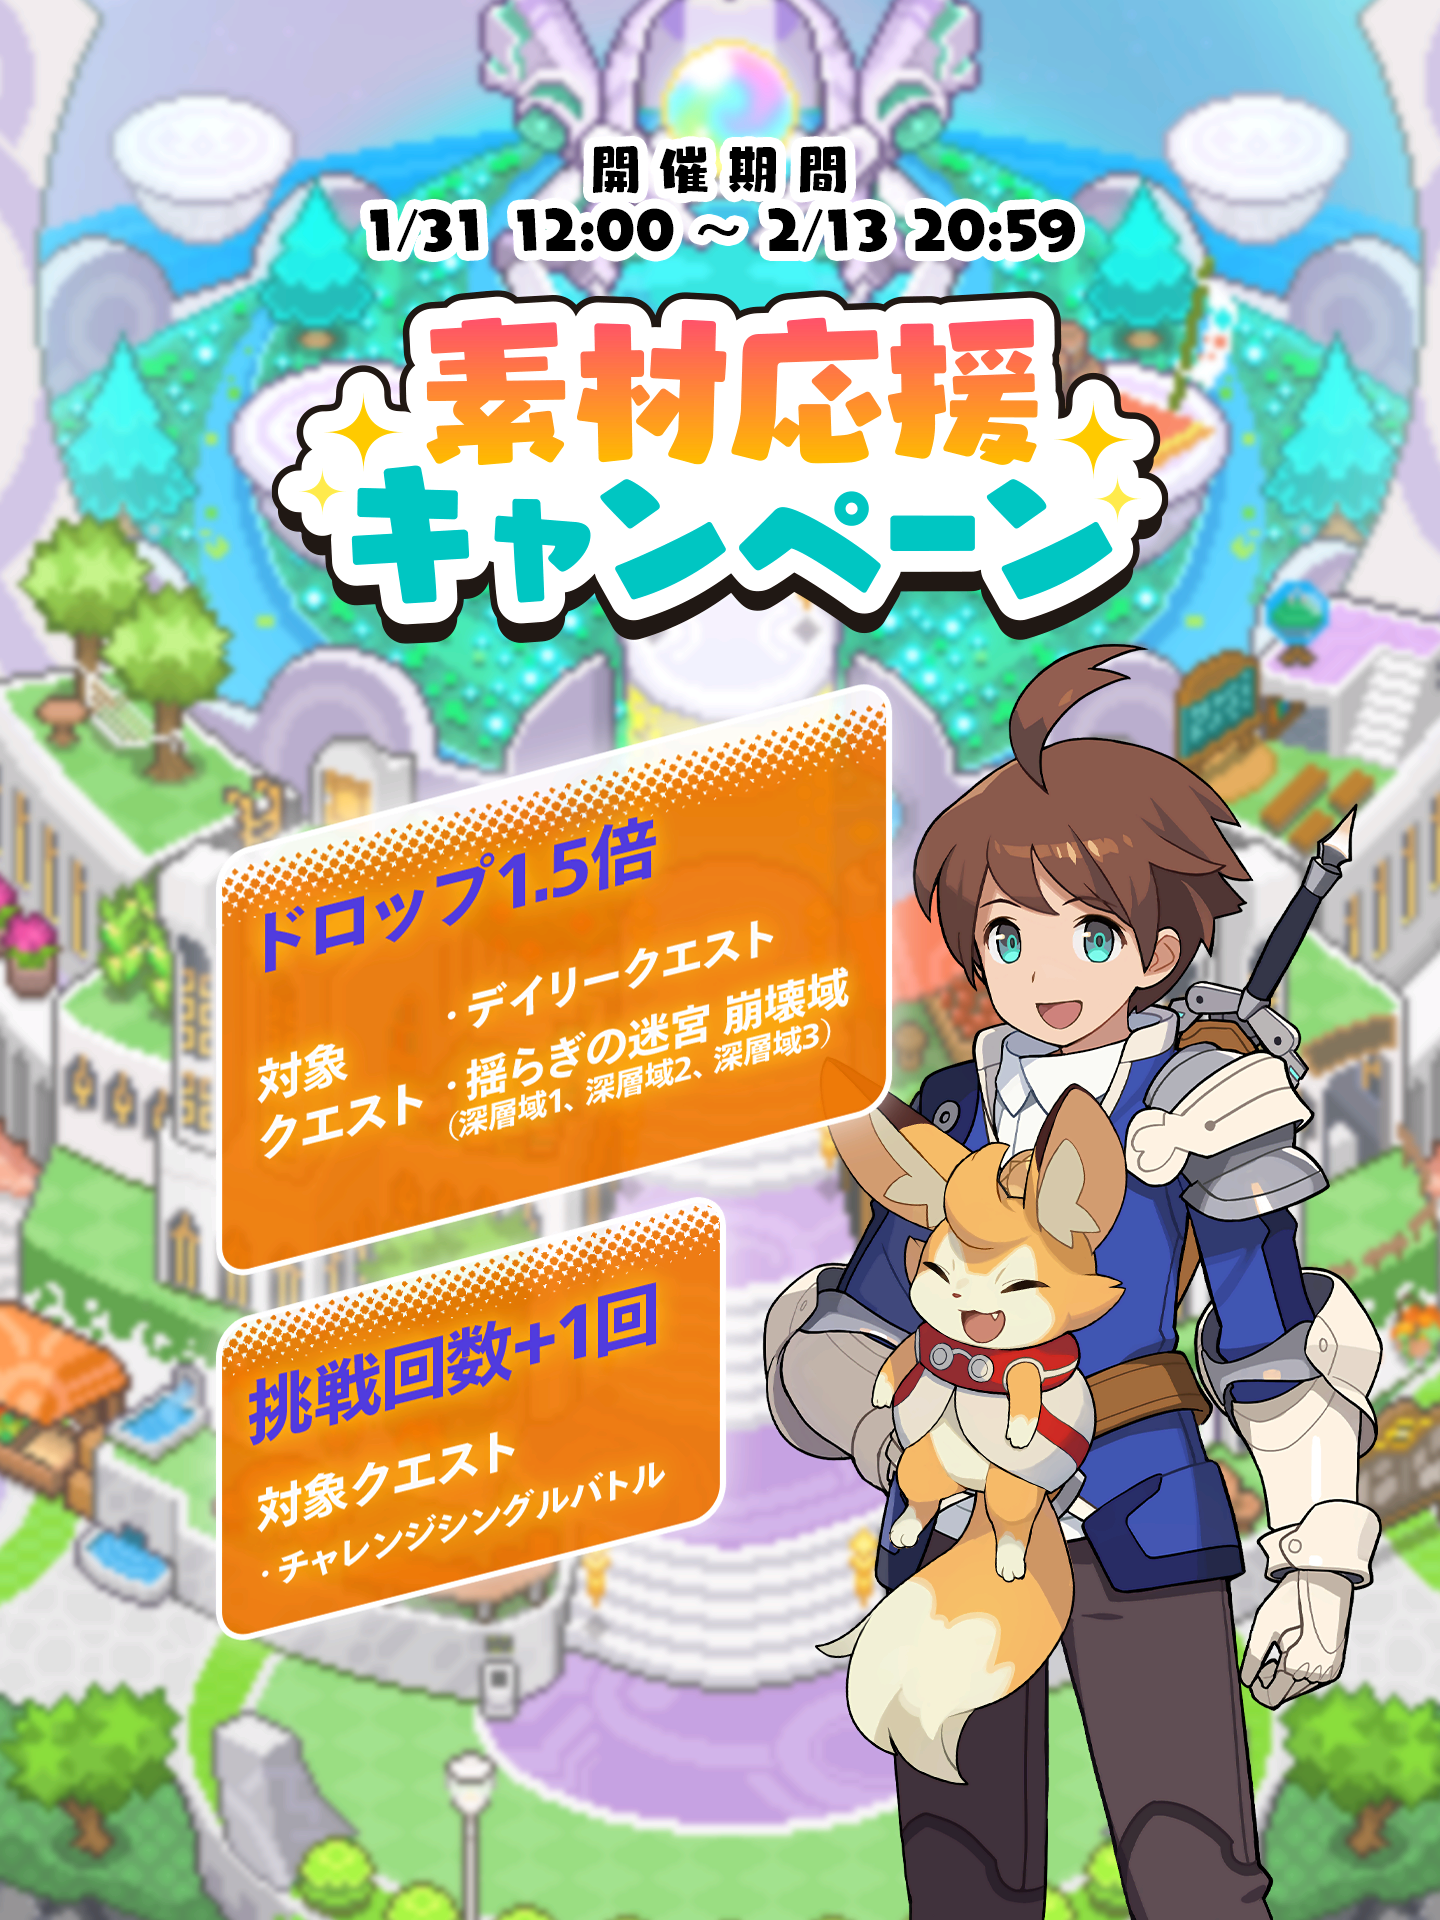 開催期間
1/31 12:00 ～ 2/13 20:59
素材応援
キャンペーン
ドロップ1.5倍
対象
クエスト
・デイリークエスト
・揺らぎの迷宮 崩壊域
（深層域1、深層域2、深層域3）
挑戦回数+1回
対象クエスト
・チャレンジシングルバトル